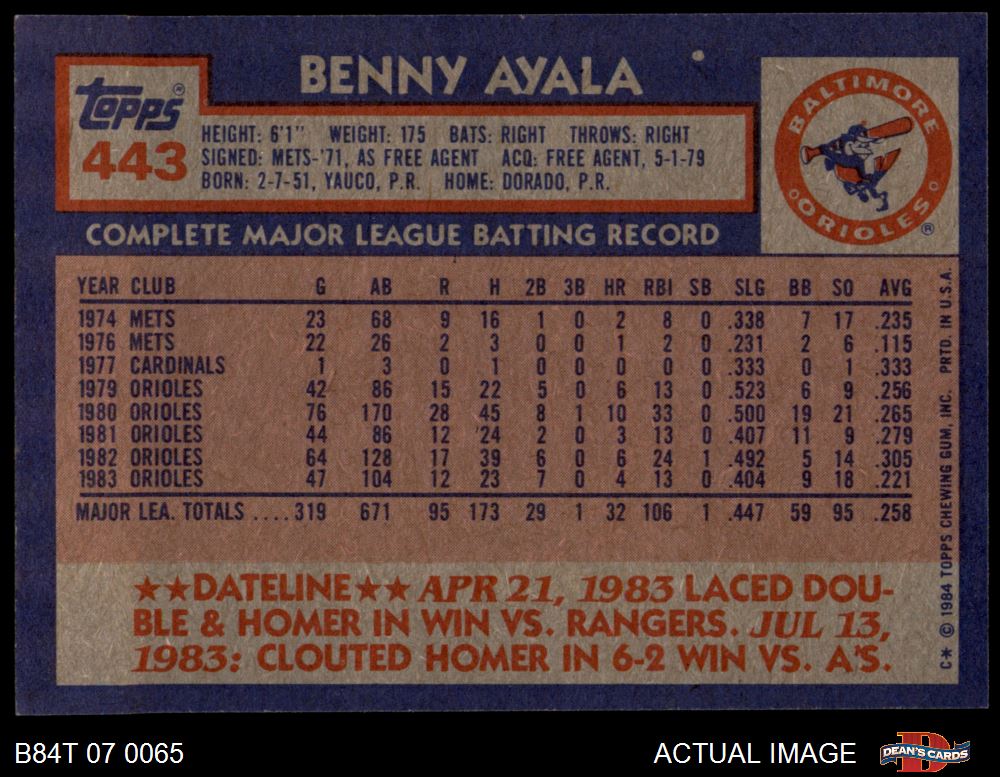 BENNY AYALA
TOPPS®
443
HEIGHT: 6'1" WEIGHT: 175 BATS: RIGHT THROWS: RIGHT
SIGNED: METS-'71, AS FREE AGENT ACQ: FREE AGENT, 5-1-79
BORN: 2-7-51, YAUCO, P.R. HOME: DORADO, P.R.
BALTIMORE
ORIOLES®
COMPLETE MAJOR LEAGUE BATTING RECORD
YEAR CLUB G AB R H 2B 3B HR RBI SB SLG BB SO AVG
1974 METS 23 68 9 16 1 0 2 8 0 .338 7 17 .235
1976 METS 22 26 2 3 0 0 1 2 0 .231 2 6 .115
1977 CARDINALS 1 3 0 1 0 0 0 0 0 .333 0 1 .333
1979 ORIOLES 42 86 15 22 5 0 6 13 0 .523 6 9 .256
1980 ORIOLES 76 170 28 45 8 1 10 33 0 .500 19 21 .265
1981 ORIOLES 44 86 12 24 2 0 3 13 0 .407 11 9 .279
1982 ORIOLES 64 128 17 39 6 0 6 24 1 .492 5 14 .305
1983 ORIOLES 47 104 12 23 7 0 4 13 0 .404 9 18 .221
MAJOR LEA. TOTALS ....319 671 95 173 29 1 32 106 1 .447 59 95 .258
★★DATELINE★★ APR 21, 1983 LACED DOU-
BLE & HOMER IN WIN VS. RANGERS. JUL 13,
1983: CLOUTED HOMER IN 6-2 WIN VS. A'S.
C* © 1984 TOPPS CHEWING GUM, INC. PRTD. IN U.S.A.
B84T 07 0065
ACTUAL IMAGE
DEAN'S CARDS